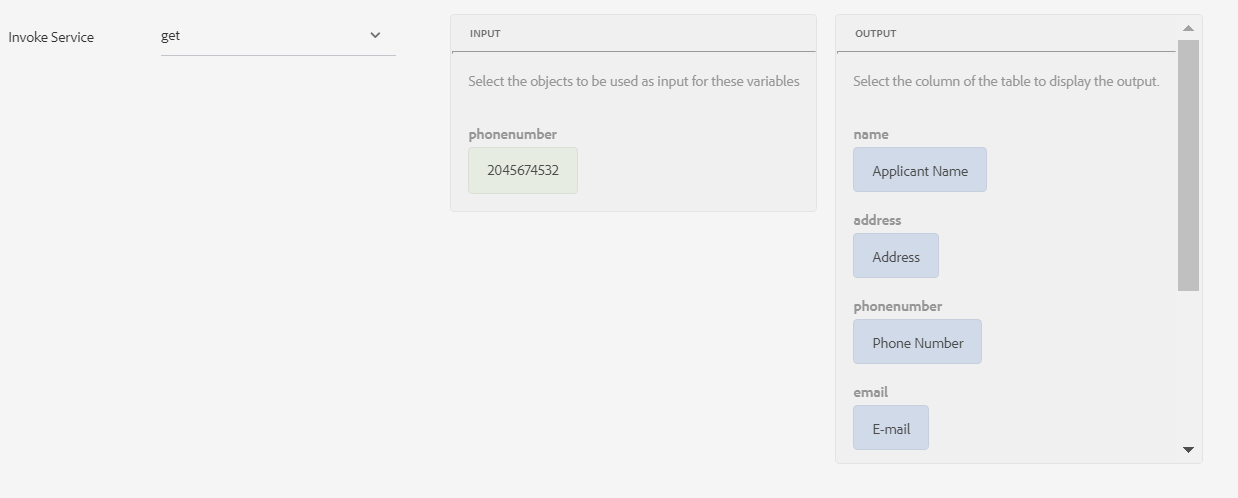 Invoke Service
get
INPUT
Select the objects to be used as input for these variables
phonenumber
2045674532
OUTPUT
Select the column of the table to display the output.
name
Applicant Name
address
Address
phonenumber
Phone Number
email
E-mail